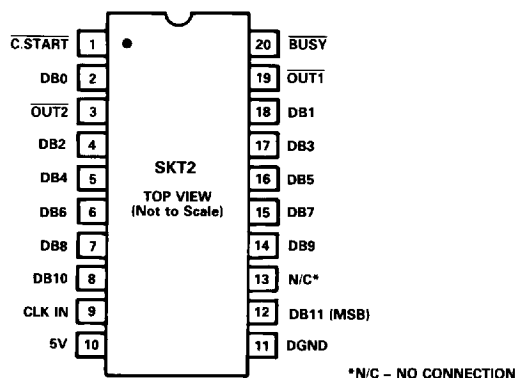 C.START 1 20 BUSY
DB0 2 19 OUT1
OUT2 3 18 DB1
DB2 4 17 DB3
DB4 5 16 DB5
DB6 6 15 DB7
DB8 7 14 DB9
DB10 8 13 N/C*
CLK IN 9 12 DB11 (MSB)
5V 10 11 DGND
SKT2
TOP VIEW
(Not to Scale)
*N/C – NO CONNECTION